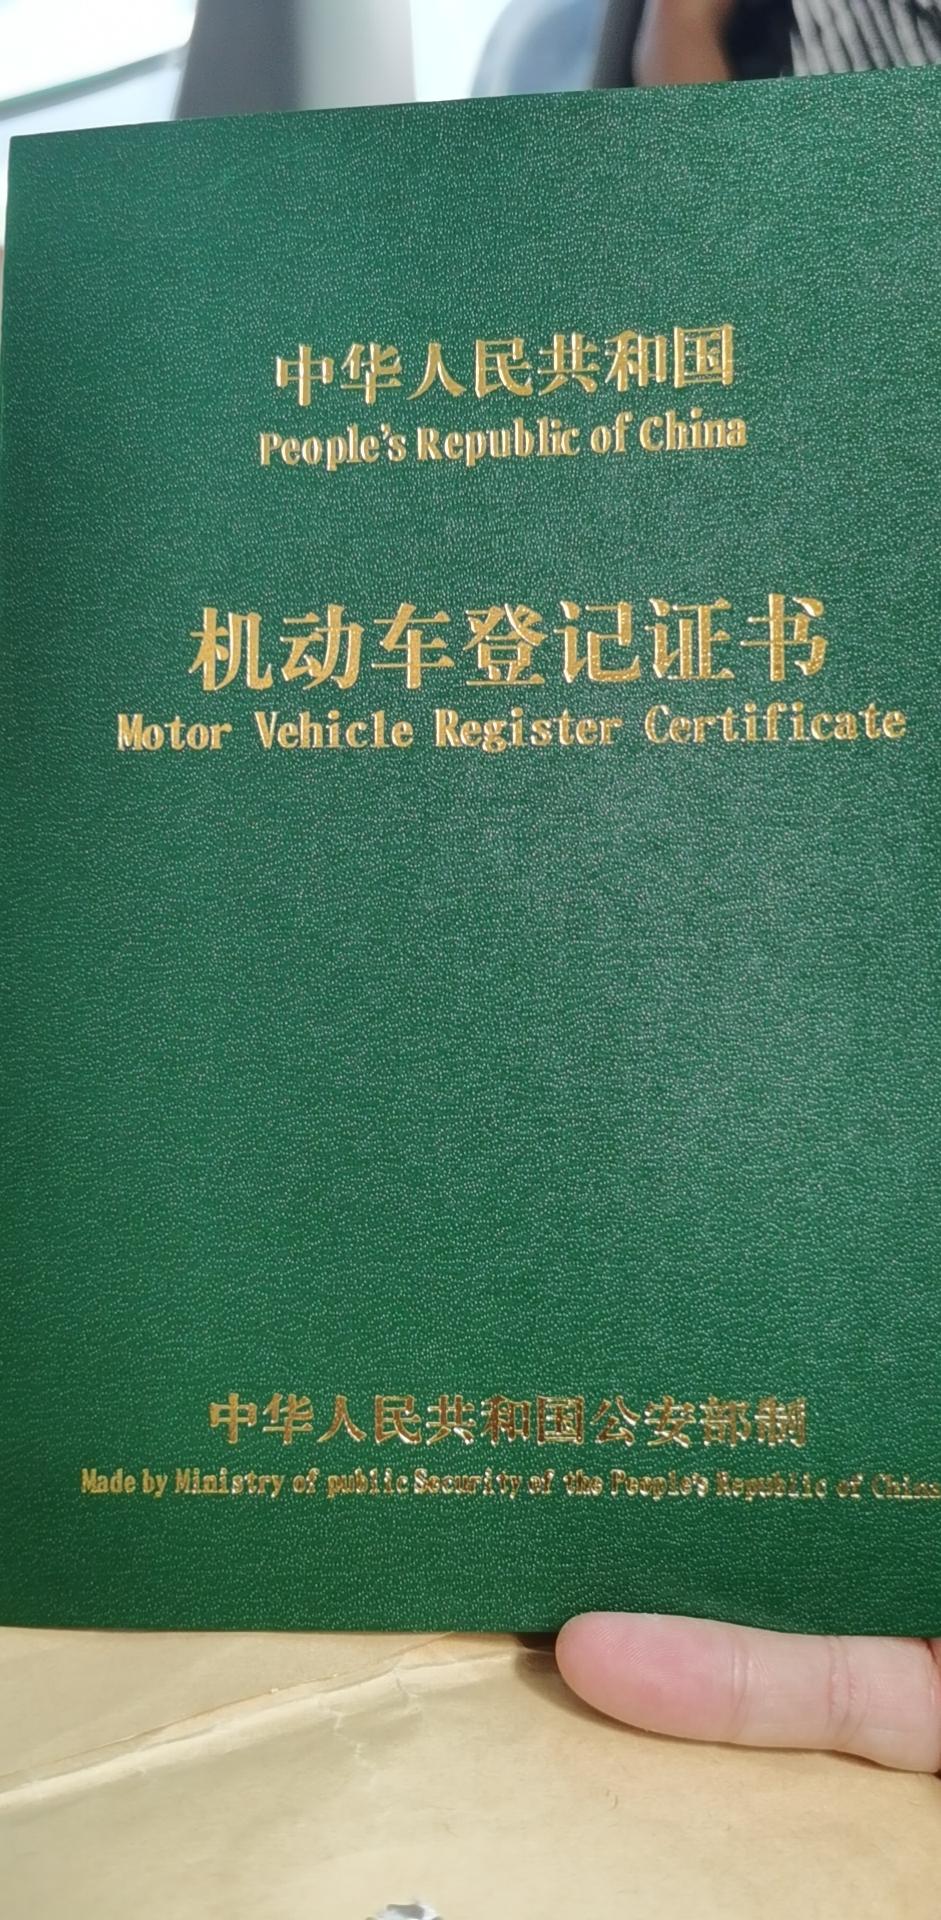 中华人民共和国
People's Republic of China
机动车登记证书
Motor Vehicle Register Certificate
中华人民共和国公安部制
Made by Ministry of public Security of the People's Republic of China